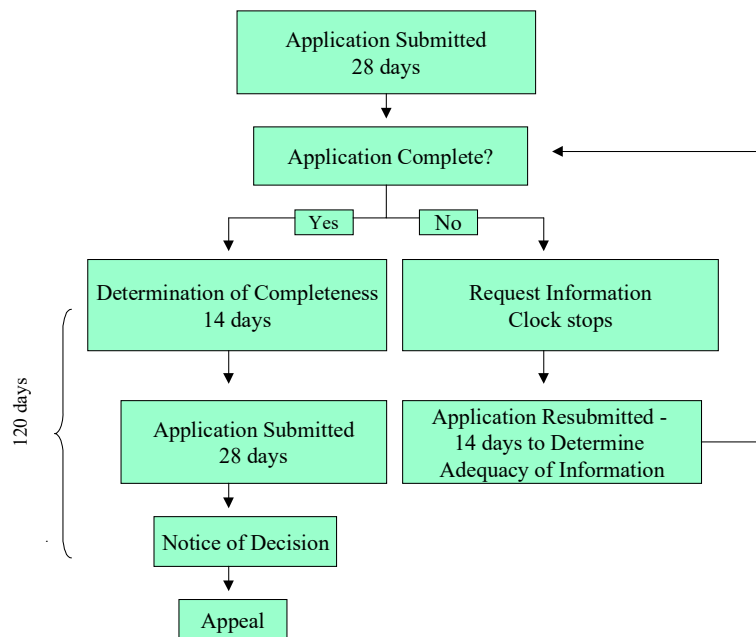 Application Submitted
28 days
Application Complete?
Yes
No
Determination of Completeness
14 days
Request Information
Clock stops
120 days
Application Submitted
28 days
Application Resubmitted -
14 days to Determine
Adequacy of Information
Notice of Decision
Appeal